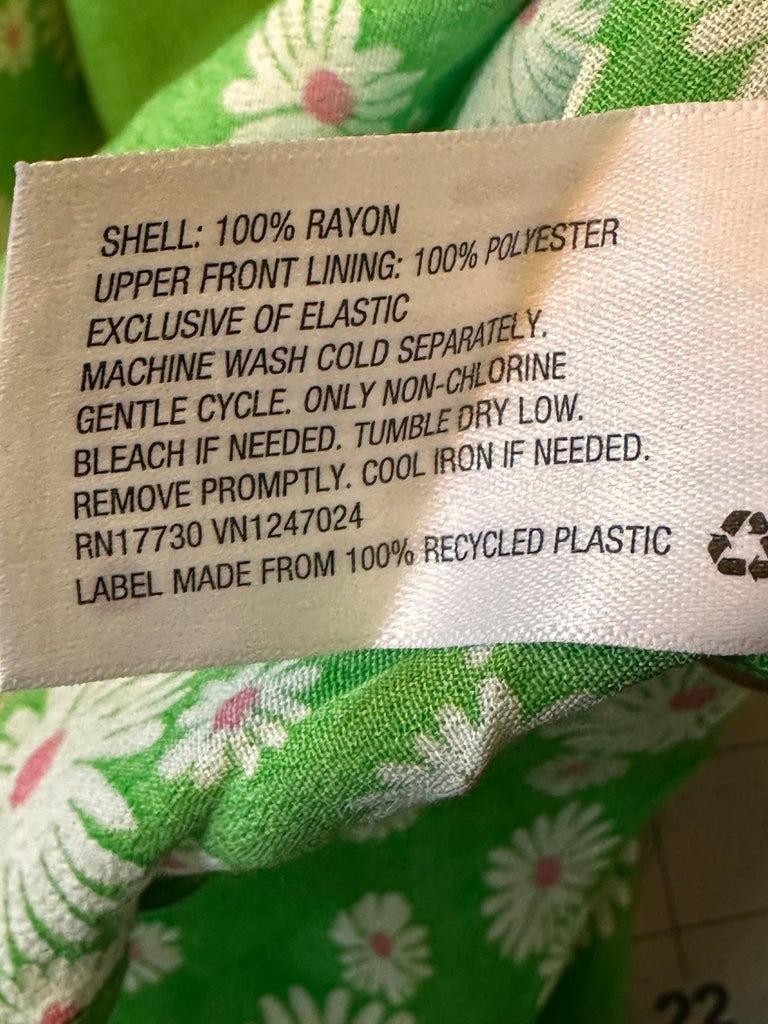 SHELL: 100% RAYON
UPPER FRONT LINING: 100% POLYESTER
EXCLUSIVE OF ELASTIC
MACHINE WASH COLD SEPARATELY.
GENTLE CYCLE. ONLY NON-CHLORINE
BLEACH IF NEEDED. TUMBLE DRY LOW.
REMOVE PROMPTLY. COOL IRON IF NEEDED.
RN17730 VN1247024
LABEL MADE FROM 100% RECYCLED PLASTIC
22